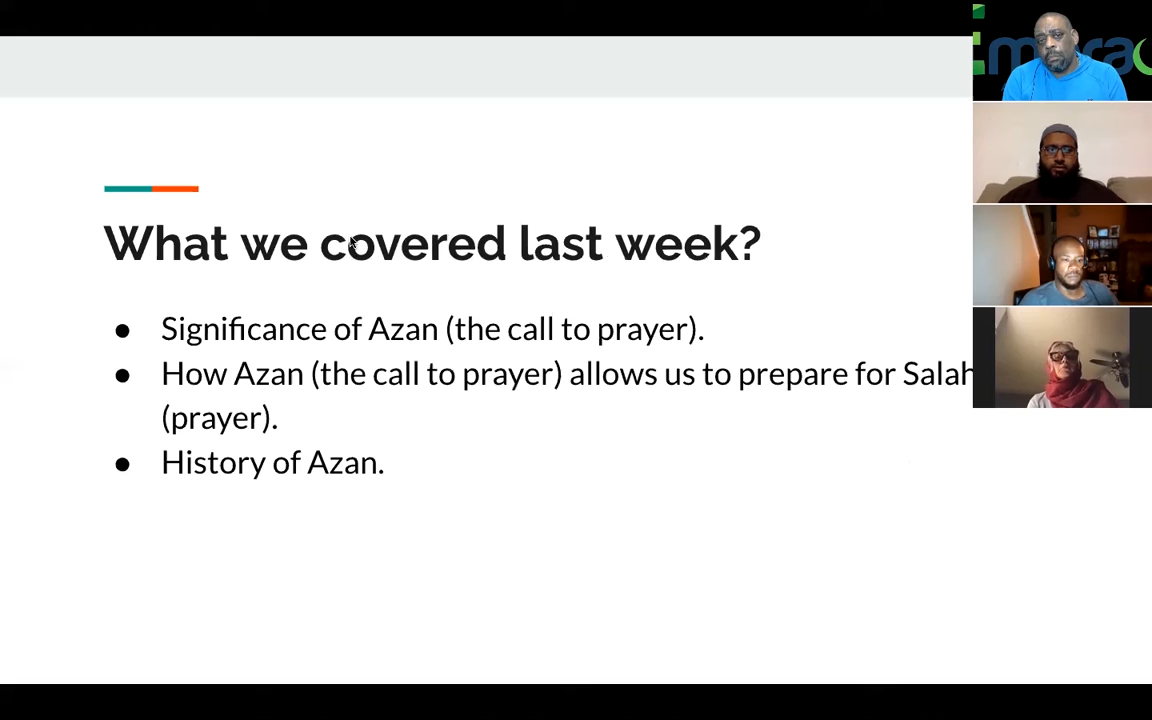 What we covered last week?
● Significance of Azan (the call to prayer).
● How Azan (the call to prayer) allows us to prepare for Salah
(prayer).
● History of Azan.